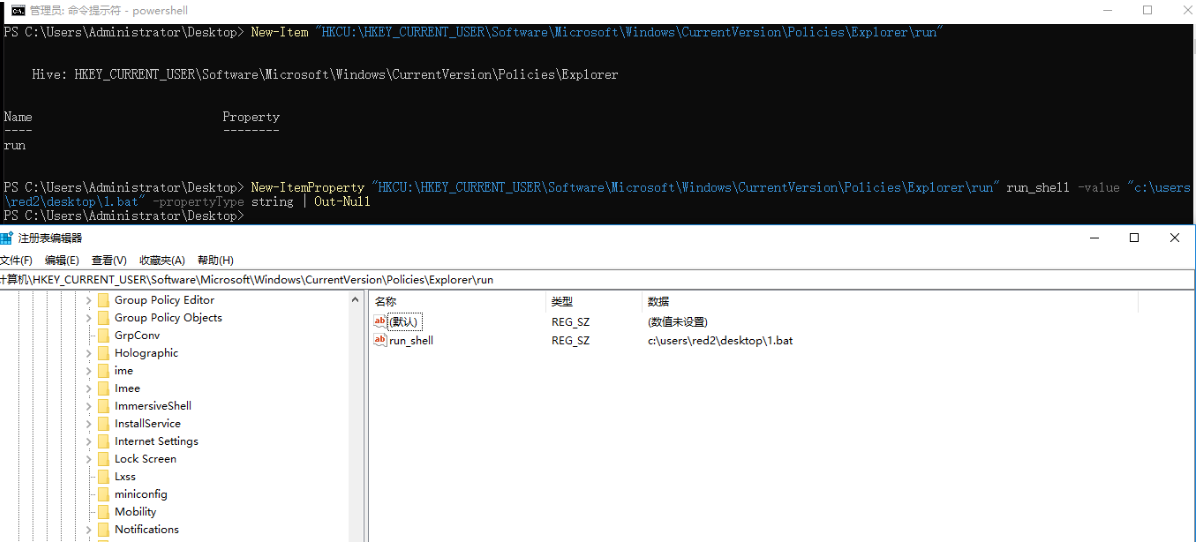 管理员: 命令提示符 - powershell
PS C:\Users\Administrator\Desktop> New-Item "HKCU:\HKEY_CURRENT_USER\Software\Microsoft\Windows\CurrentVersion\Policies\Explorer\run"
Hive: HKEY_CURRENT_USER\Software\Microsoft\Windows\CurrentVersion\Policies\Explorer
Name Property
---- --------
run
PS C:\Users\Administrator\Desktop> New-ItemProperty "HKCU:\HKEY_CURRENT_USER\Software\Microsoft\Windows\CurrentVersion\Policies\Explorer\run" run_shell -value "c:\users
\red2\desktop\1.bat" -propertyType string | Out-Null
PS C:\Users\Administrator\Desktop>
注册表编辑器
文件(F) 编辑(E) 查看(V) 收藏夹(A) 帮助(H)
计算机\HKEY_CURRENT_USER\Software\Microsoft\Windows\CurrentVersion\Policies\Explorer\run
Group Policy Editor
Group Policy Objects
GrpConv
Holographic
ime
Imee
ImmersiveShell
InstallService
Internet Settings
Lock Screen
Lxss
miniconfig
Mobility
Notifications
名称 类型 数据
(默认) REG_SZ (数值未设置)
run_shell REG_SZ c:\users\red2\desktop\1.bat